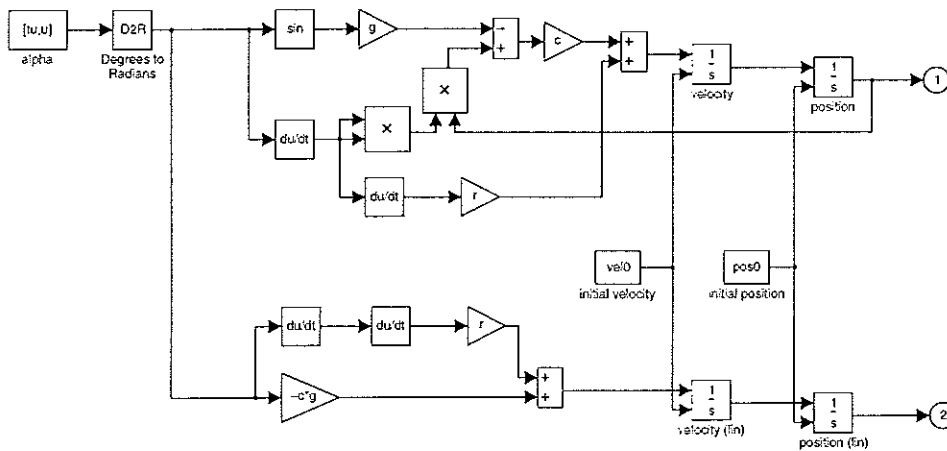 [tu,u]
alpha
D2R
Degrees to
Radians
sin
g
−
+
c
+
+
1
s
velocity
1
s
position
1
×
du/dt
×
du/dt
r
vel0
initial velocity
pos0
initial position
du/dt
du/dt
r
−c*g
+
+
1
s
velocity (lin)
1
s
position (lin)
2